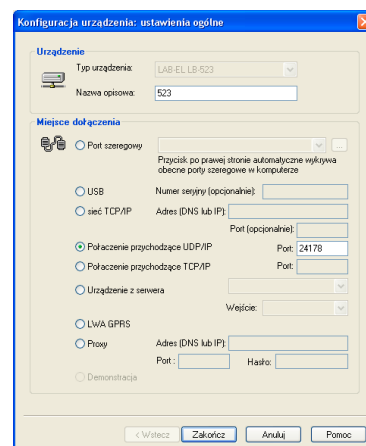 Konfiguracja urządzenia: ustawienia ogólne
Urządzenie
Typ urządzenia: LAB-EL LB-523
Nazwa opisowa: 523
Miejsce dołączenia
Port szeregowy ...
Przycisk po prawej stronie automatyczne wykrywa
obecne porty szeregowe w komputerze
USB Numer seryjny (opcjonalnie):
sieć TCP/IP Adres (DNS lub IP):
Port (opcjonalnie):
Połaczenie przychodzące UDP/IP Port: 24178
Połaczenie przychodzące TCP/IP Port:
Urządzenie z serwera
Wejście:
LWA GPRS
Proxy Adres (DNS lub IP):
Port : Hasło:
Demonstracja
< Wstecz Zakończ Anuluj Pomoc